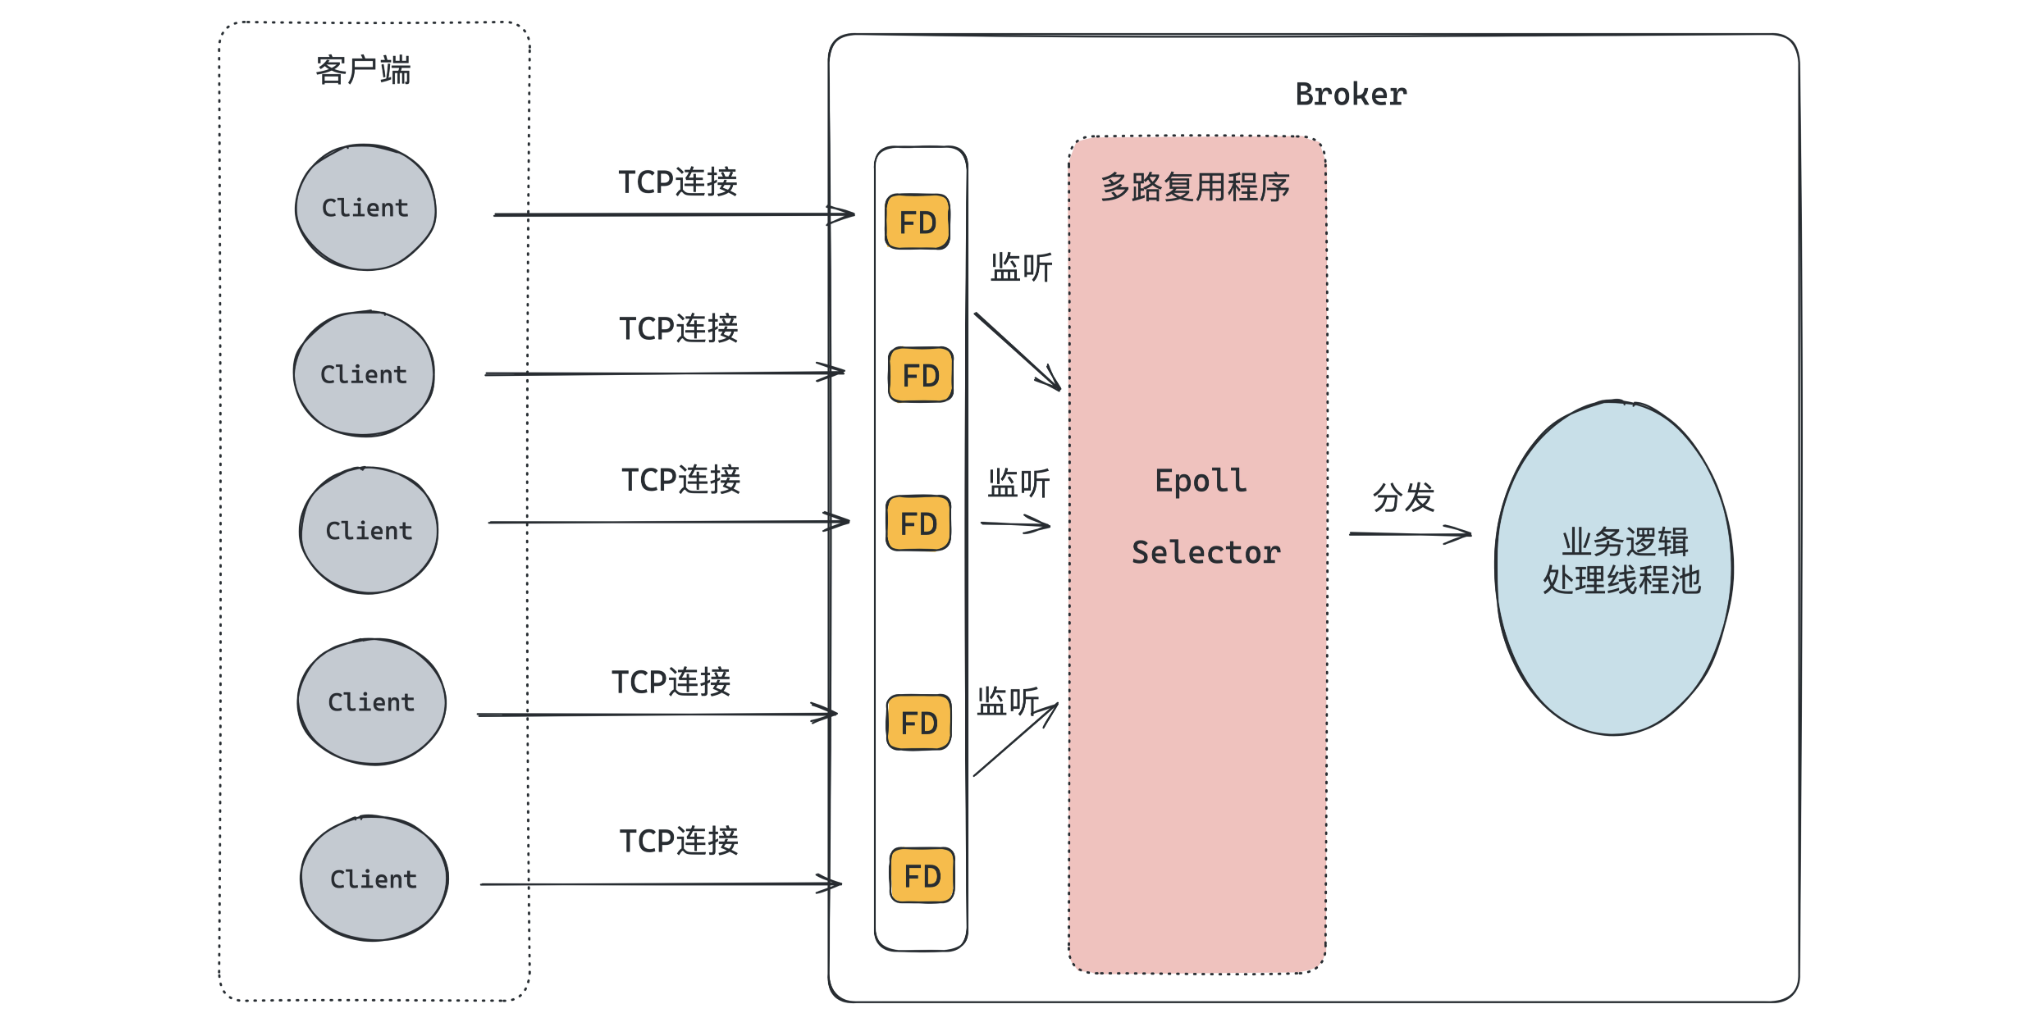 客户端
Client
Client
Client
Client
Client
TCP连接
TCP连接
TCP连接
TCP连接
TCP连接
Broker
FD
FD
FD
FD
FD
监听
监听
监听
多路复用程序
Epoll
Selector
分发
业务逻辑
处理线程池